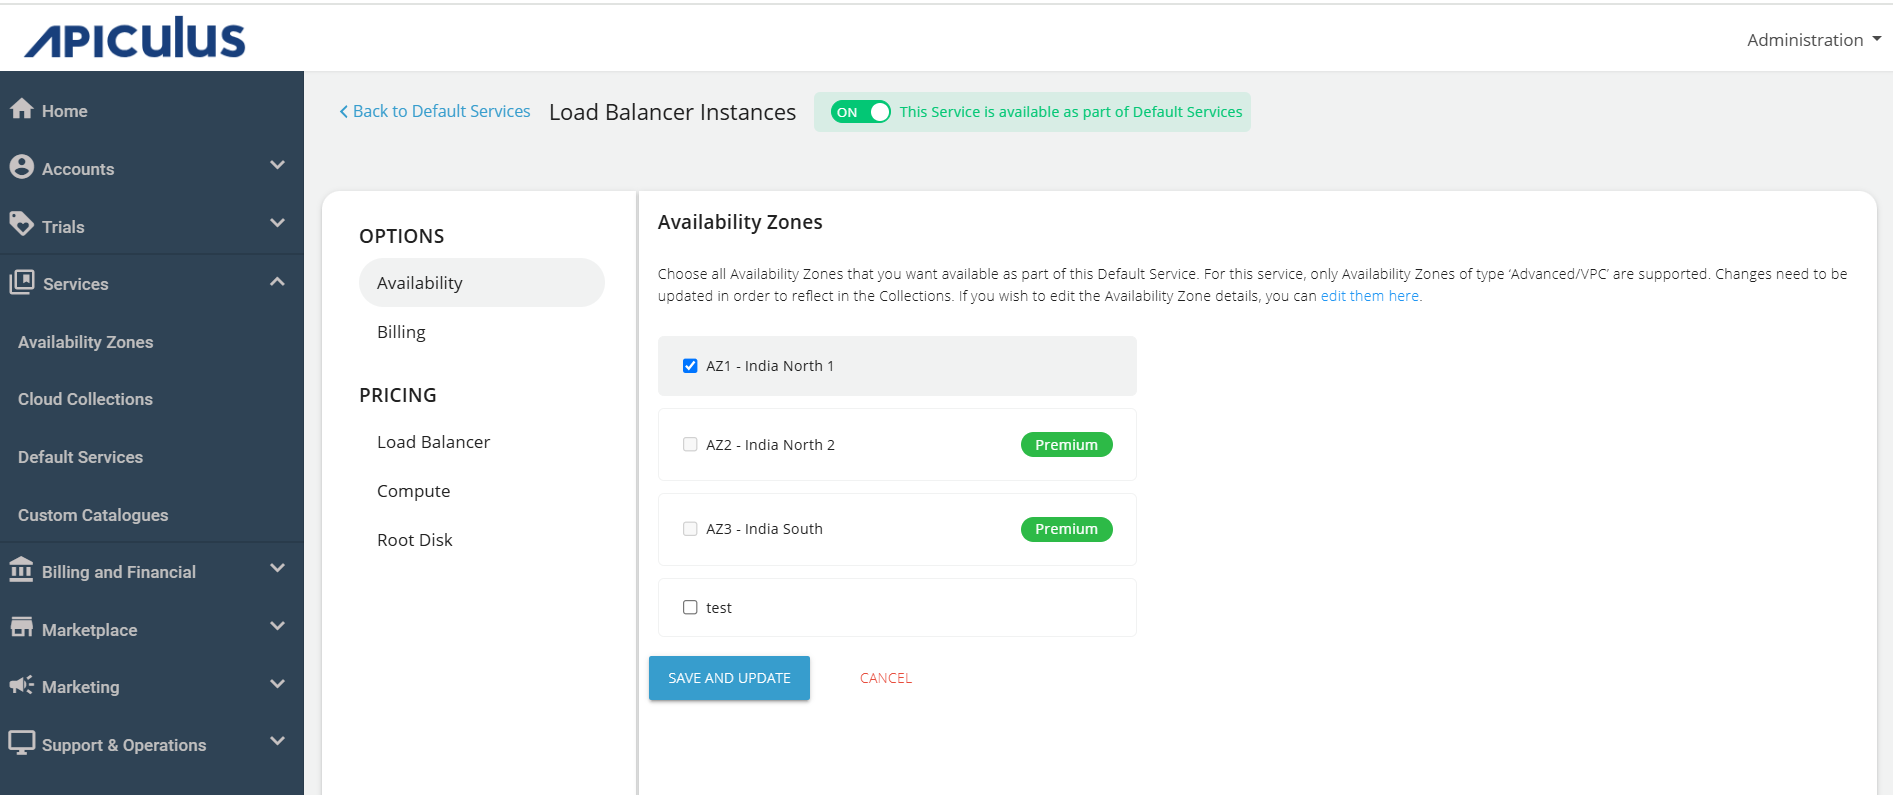 APICULUS
Administration
Home
Accounts
Trials
Services
Availability Zones
Cloud Collections
Default Services
Custom Catalogues
Billing and Financial
Marketplace
Marketing
Support & Operations
Back to Default Services
Load Balancer Instances
ON
This Service is available as part of Default Services
OPTIONS
Availability
Billing
PRICING
Load Balancer
Compute
Root Disk
Availability Zones
Choose all Availability Zones that you want available as part of this Default Service. For this service, only Availability Zones of type ‘Advanced/VPC’ are supported. Changes need to be
updated in order to reflect in the Collections. If you wish to edit the Availability Zone details, you can edit them here.
AZ1 - India North 1
AZ2 - India North 2 Premium
AZ3 - India South Premium
test
SAVE AND UPDATE CANCEL